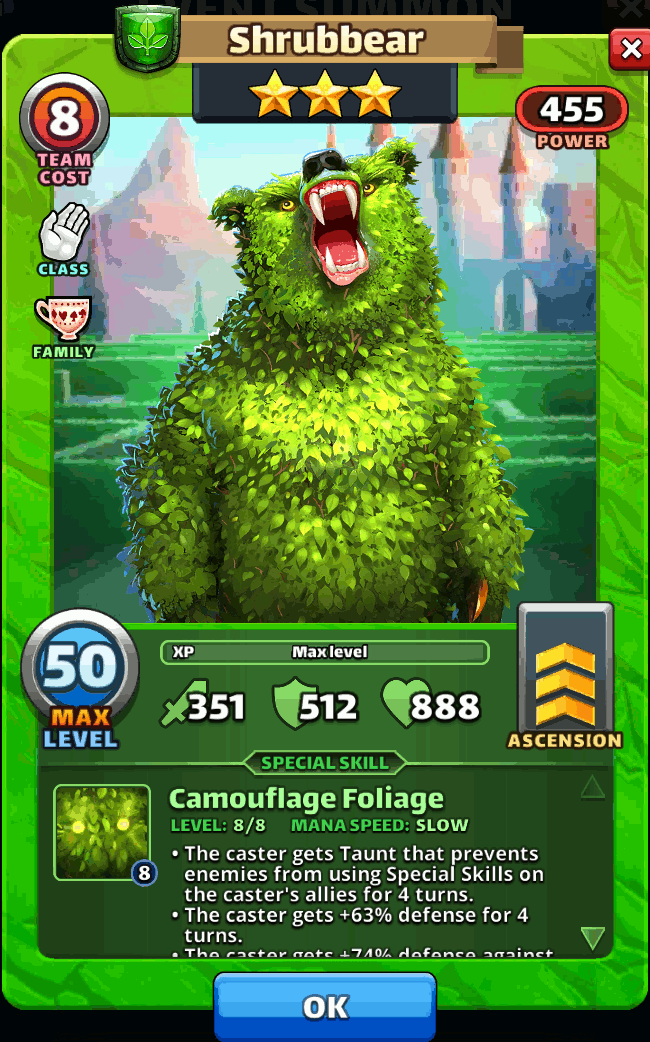 EVENT SUMMON
Shrubbear
8
TEAM
COST
455
POWER
CLASS
FAMILY
50
MAX
LEVEL
XP Max level
351 512 888
ASCENSION
SPECIAL SKILL
Camouflage Foliage
LEVEL: 8/8 MANA SPEED: SLOW
8
• The caster gets Taunt that prevents
enemies from using Special Skills on
the caster's allies for 4 turns.
• The caster gets +63% defense for 4
turns.
• The caster gets +74% defense against
OK